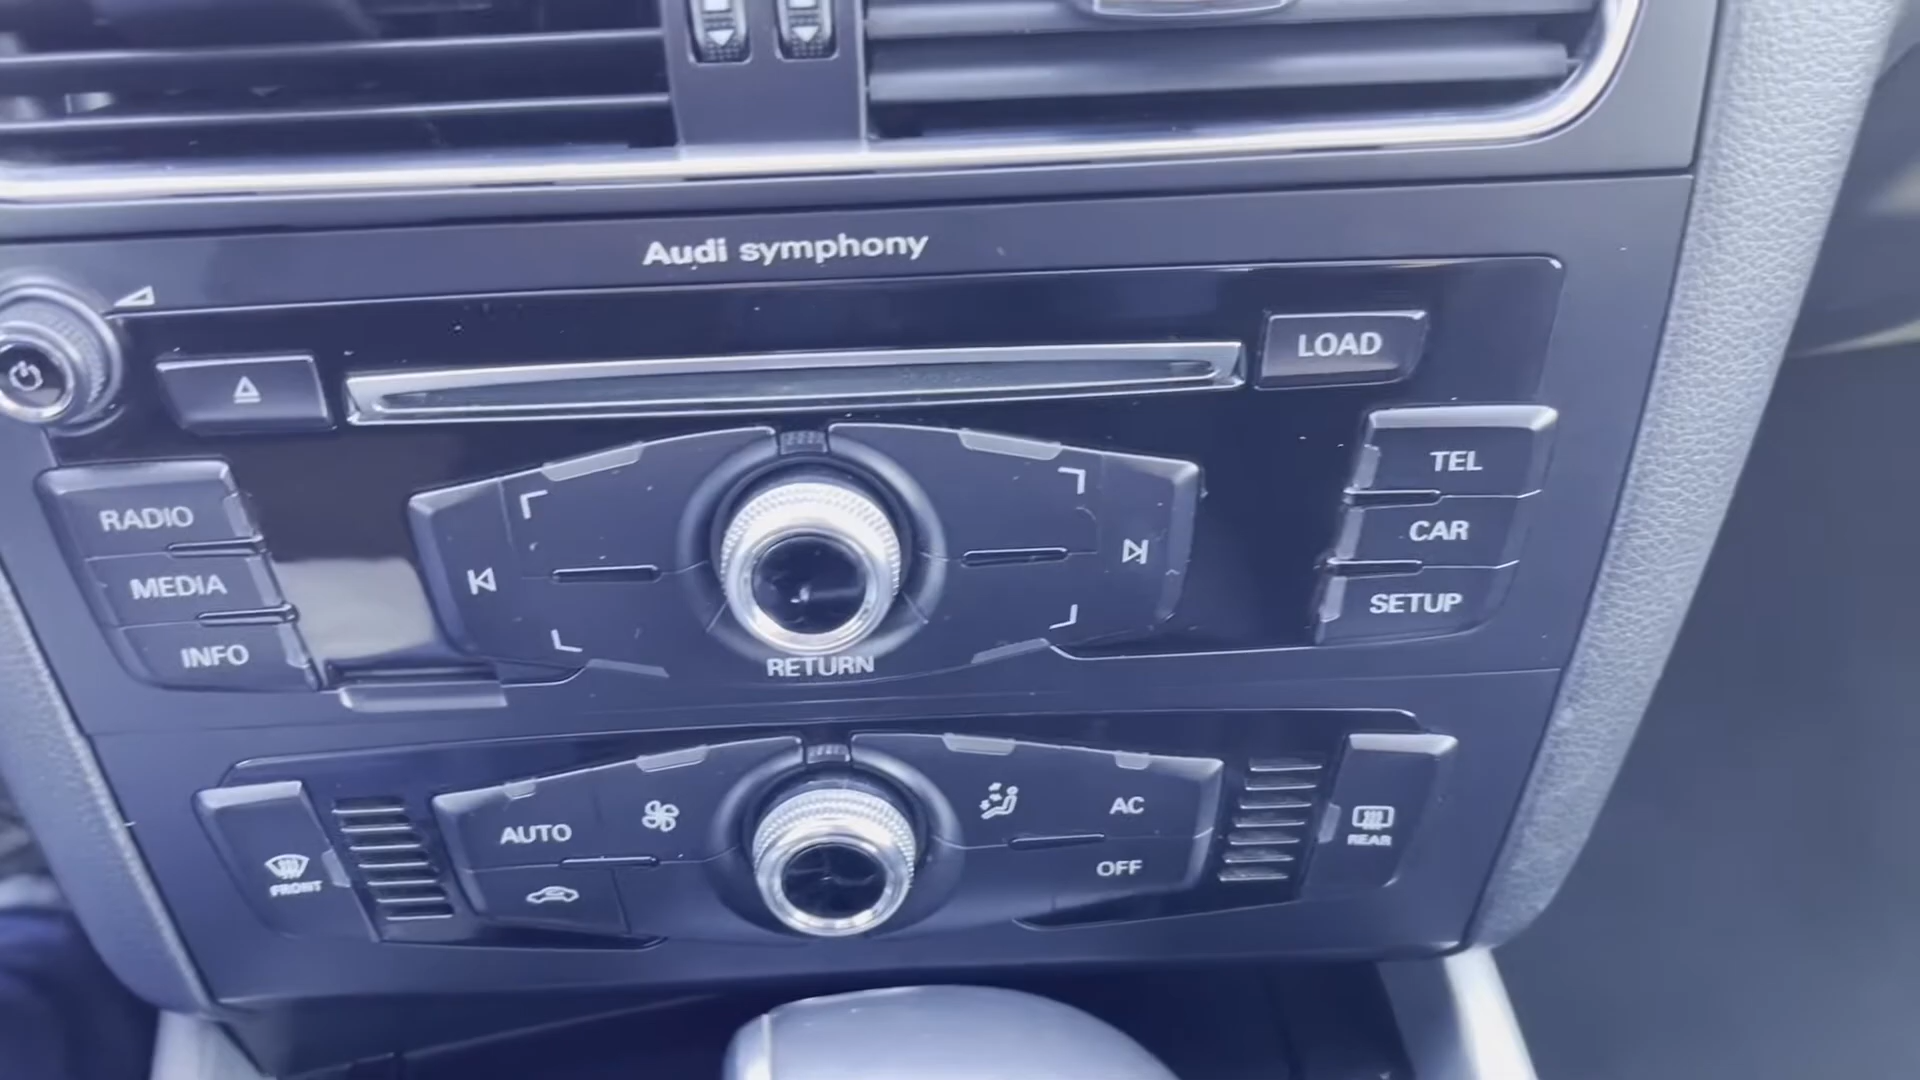 Audi symphony
LOAD
RADIO
MEDIA
INFO
TEL
CAR
SETUP
RETURN
AUTO
AC
OFF
FRONT
REAR